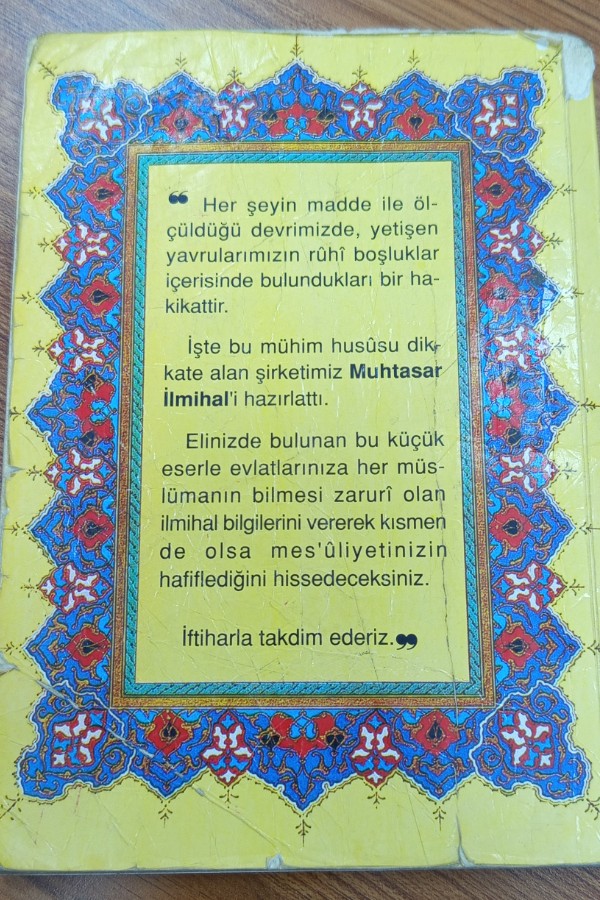 ❝ Her şeyin madde ile öl-
çüldüğü devrimizde, yetişen
yavrularımızın rûhî boşluklar
içerisinde bulundukları bir ha-
kikattir.
İşte bu mühim husûsu dik-
kate alan şirketimiz Muhtasar
İlmihal'i hazırlattı.
Elinizde bulunan bu küçük
eserle evlatlarınıza her müs-
lümanın bilmesi zarurî olan
ilmihal bilgilerini vererek kısmen
de olsa mes'ûliyetinizin
hafiflediğini hissedeceksiniz.
İftiharla takdim ederiz.❞